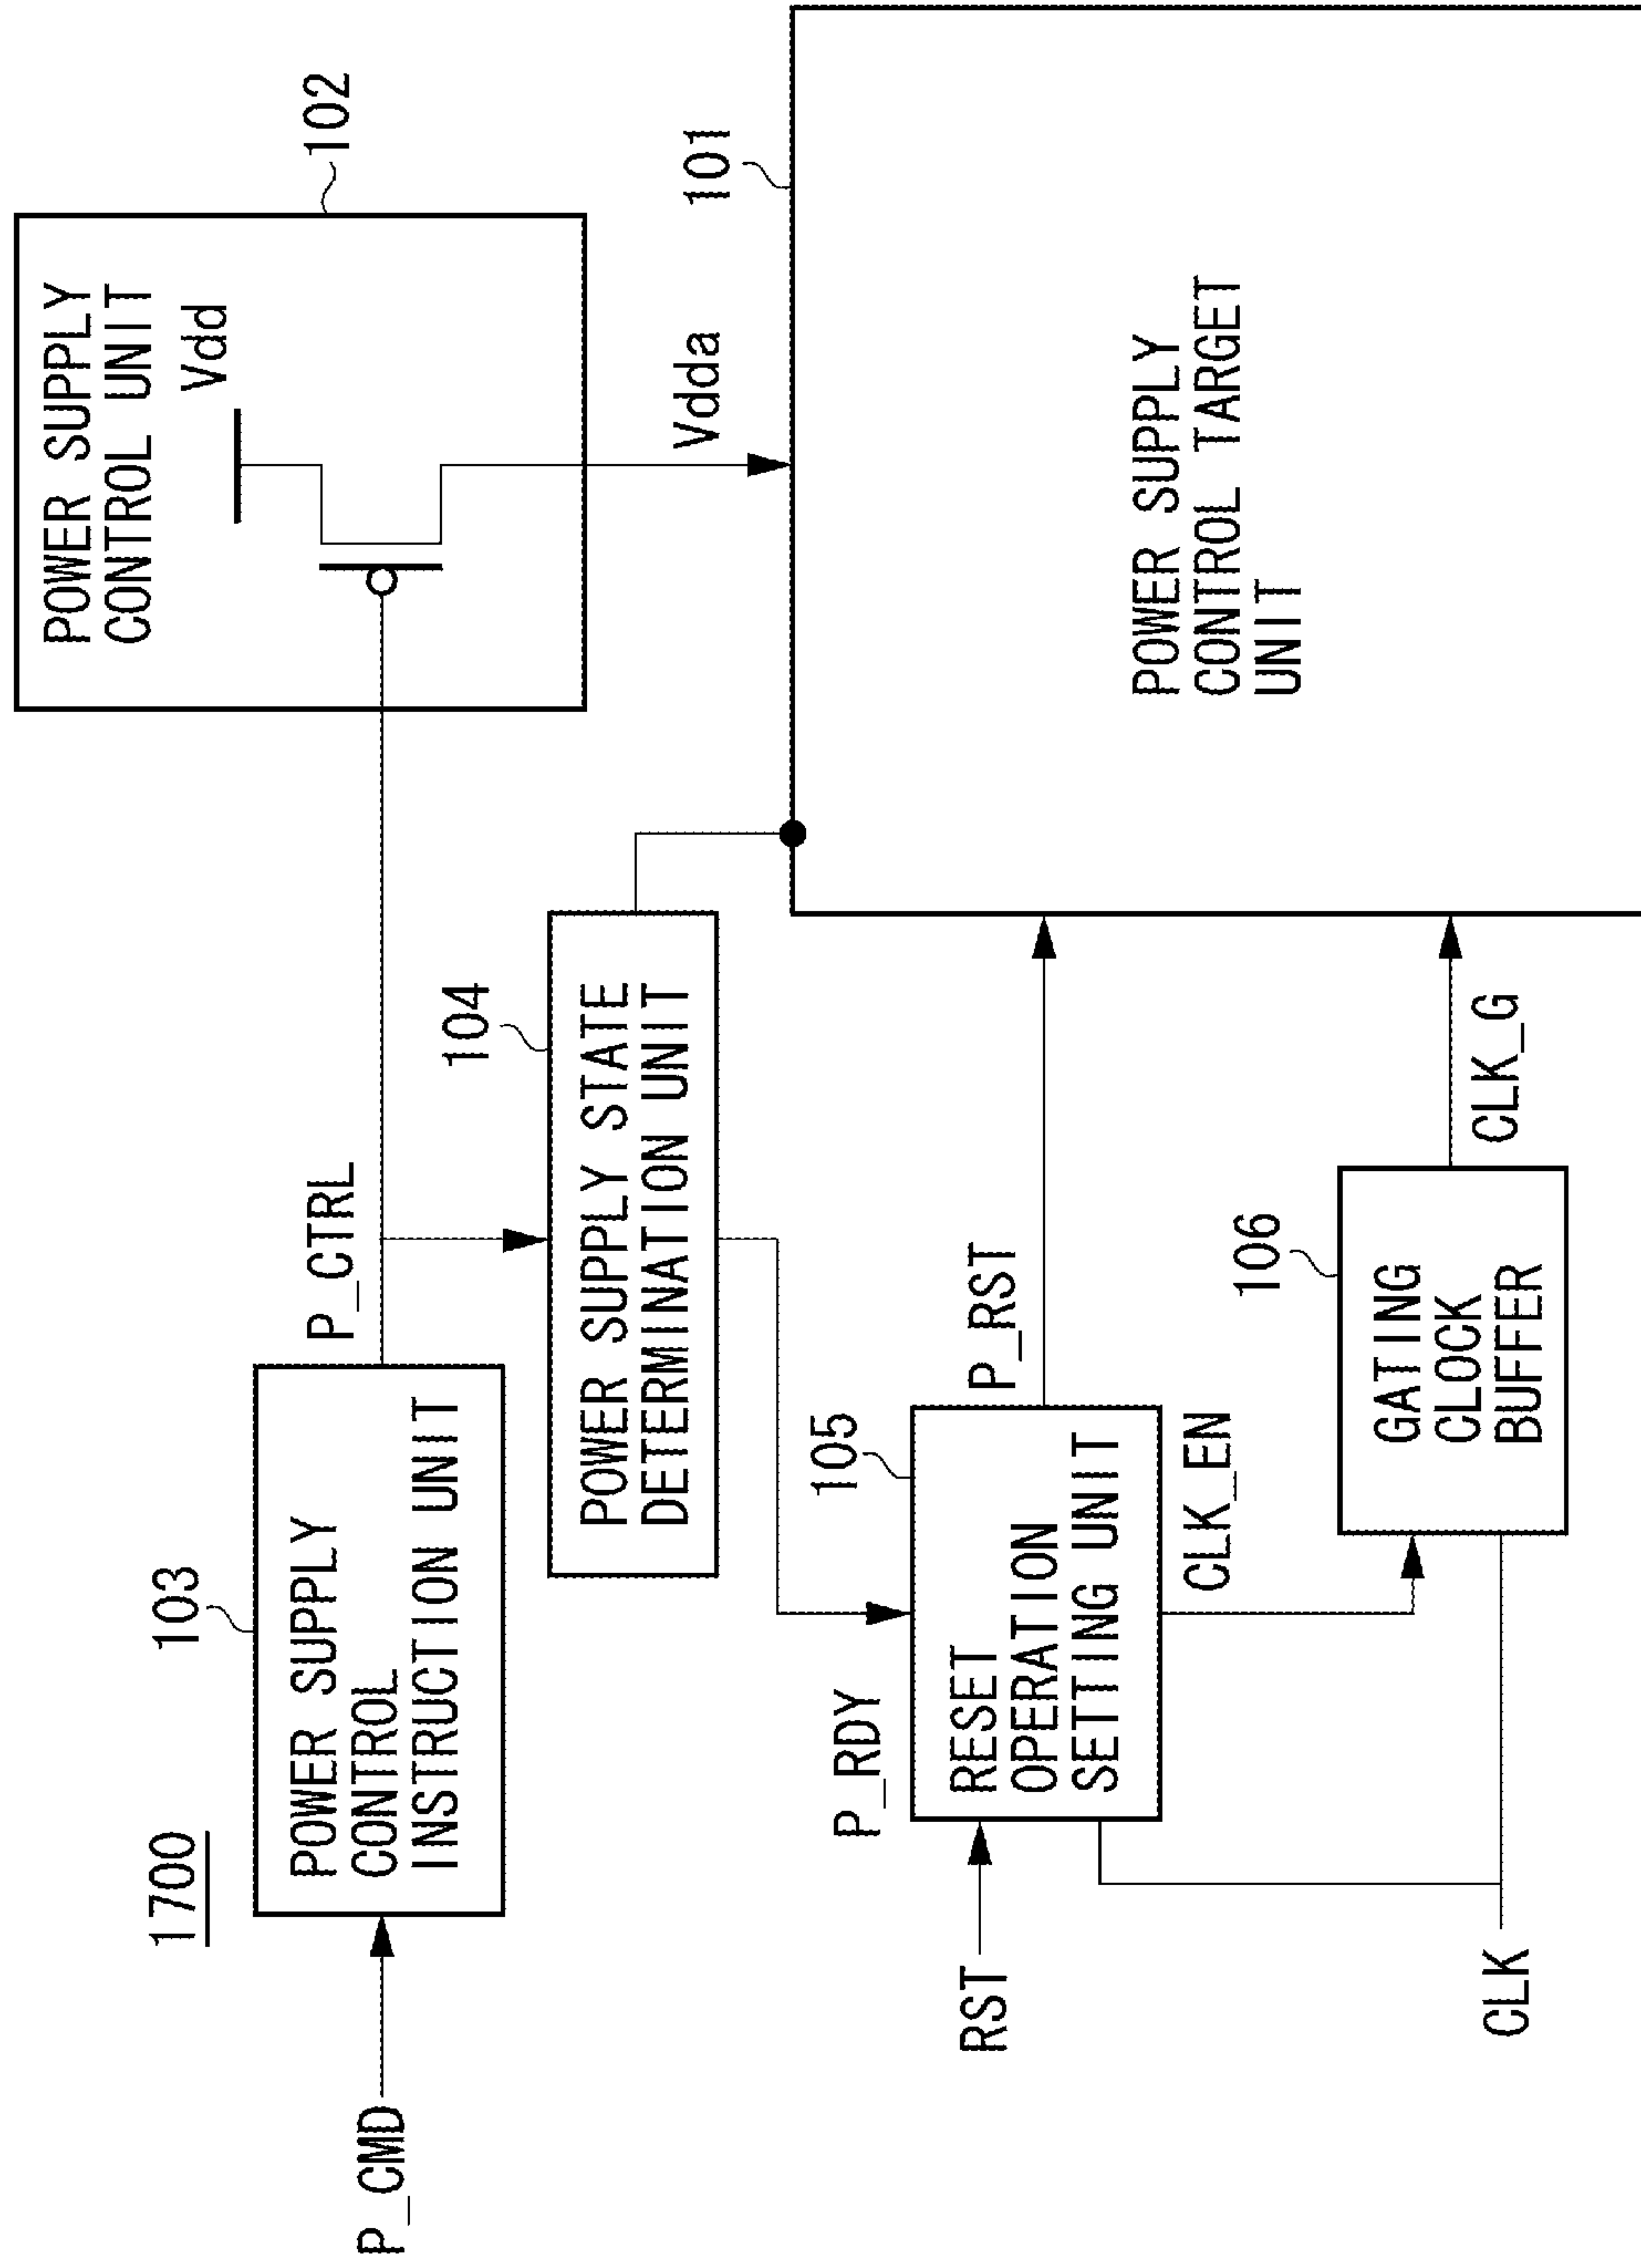 1700
P_CMD
103
POWER SUPPLY
CONTROL
INSTRUCTION UNIT
P_CTRL
102
POWER SUPPLY
CONTROL UNIT
Vdd
Vdda
104
POWER SUPPLY STATE
DETERMINATION UNIT
101
POWER SUPPLY
CONTROL TARGET
UNIT
P_RDY
105
RST
RESET
OPERATION
SETTING UNIT
P_RST
CLK_EN
106
GATING
CLOCK
BUFFER
CLK_G
CLK